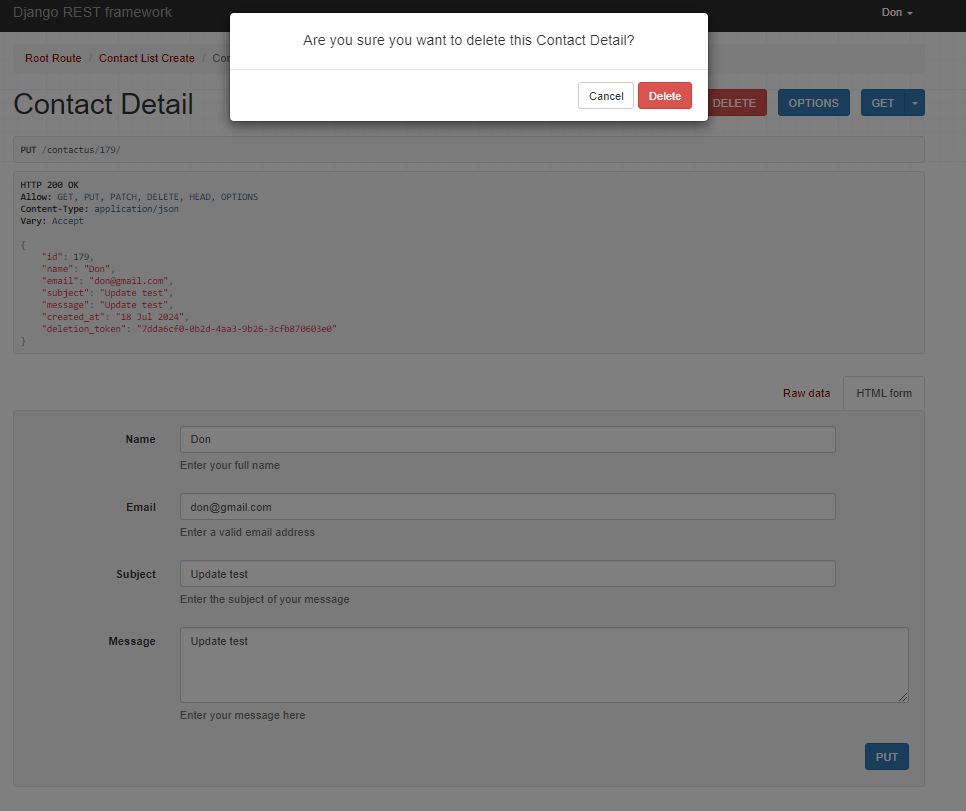 Django REST framework
Don
Are you sure you want to delete this Contact Detail?
Cancel
Delete
Root Route / Contact List Create /
Contact Detail
DELETE
OPTIONS
GET
PUT /contactus/179/
HTTP 200 OK
Allow: GET, PUT, PATCH, DELETE, HEAD, OPTIONS
Content-Type: application/json
Vary: Accept
{
"id": 179,
"name": "Don",
"email": "don@gmail.com",
"subject": "Update test",
"message": "Update test",
"created_at": "18 Jul 2024",
"deletion_token": "7dda6cf0-0b2d-4aa3-9b26-3cfb870603e0"
}
Raw data
HTML form
Name
Don
Enter your full name
Email
don@gmail.com
Enter a valid email address
Subject
Update test
Enter the subject of your message
Message
Update test
Enter your message here
PUT